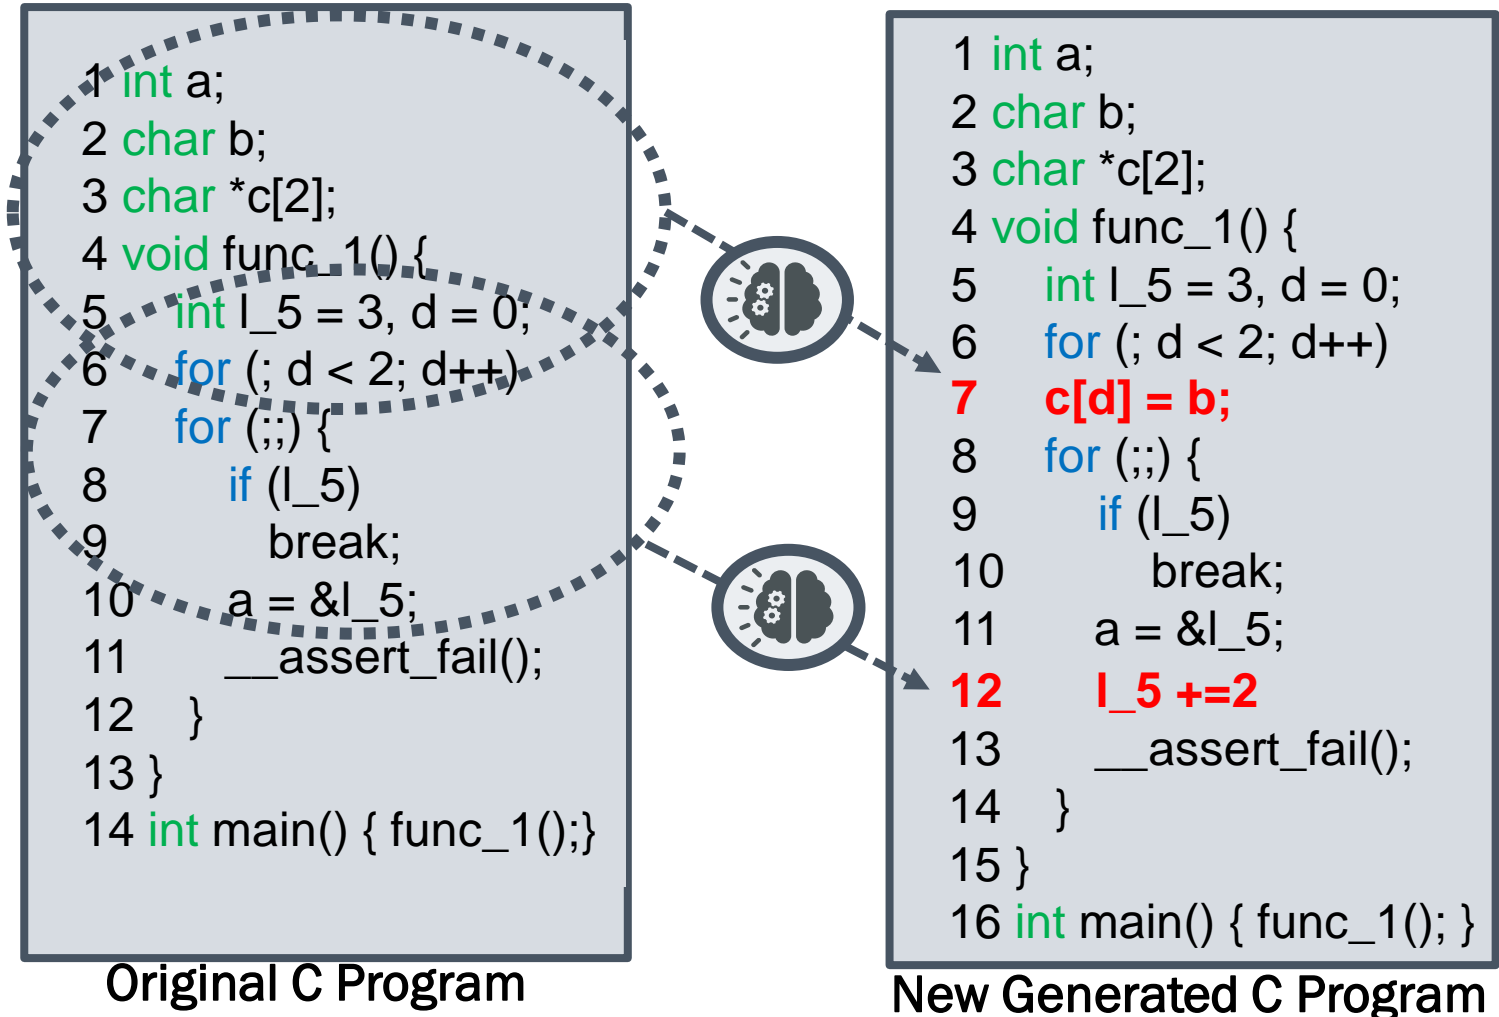 1 int a;
2 char b;
3 char *c[2];
4 void func_1() {
5 int l_5 = 3, d = 0;
6 for (; d < 2; d++)
7 for (;;) {
8 if (l_5)
9 break;
10 a = &l_5;
11 __assert_fail();
12 }
13 }
14 int main() { func_1();}
Original C Program
1 int a;
2 char b;
3 char *c[2];
4 void func_1() {
5 int l_5 = 3, d = 0;
6 for (; d < 2; d++)
7 c[d] = b;
8 for (;;) {
9 if (l_5)
10 break;
11 a = &l_5;
12 l_5 +=2
13 __assert_fail();
14 }
15 }
16 int main() { func_1(); }
New Generated C Program